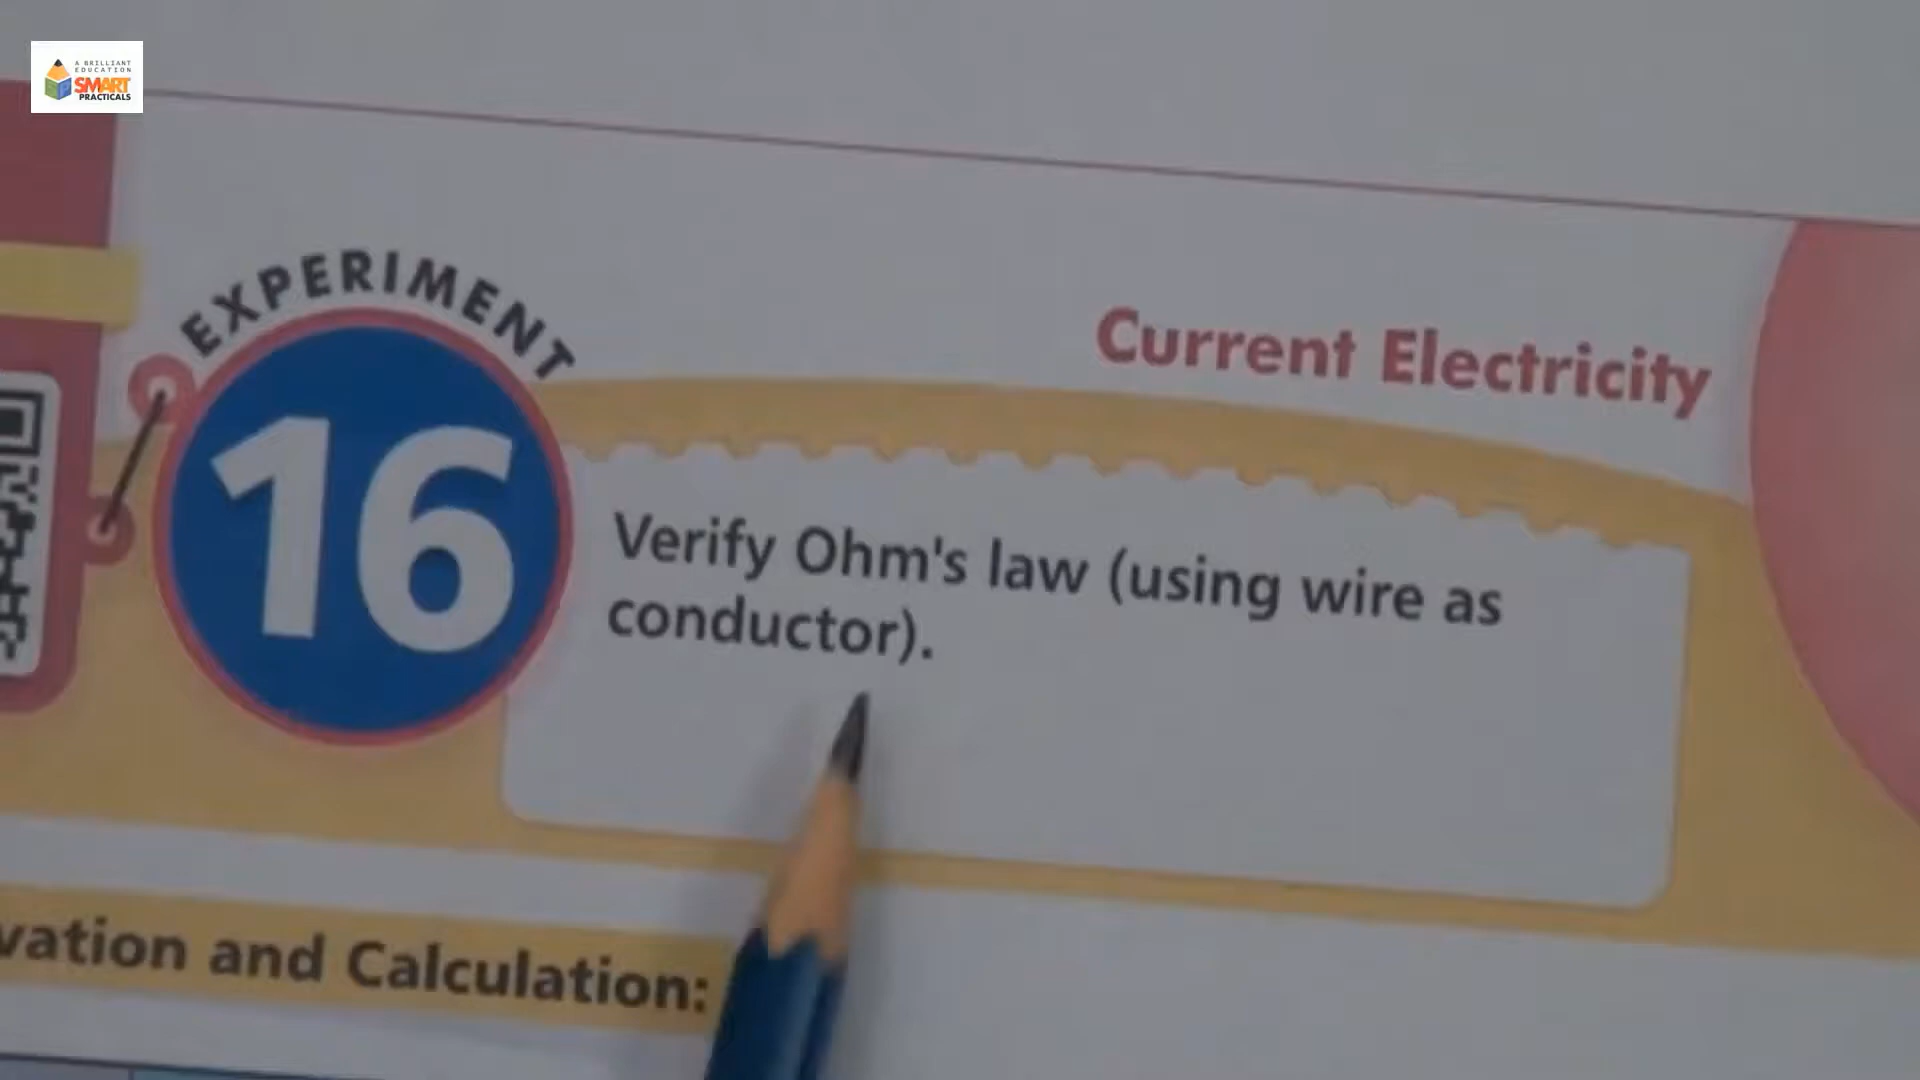 A BRILLIANT
EDUCATION
SMART
PRACTICALS
EXPERIMENT
16
Current Electricity
Verify Ohm's law (using wire as
conductor).
vation and Calculation: